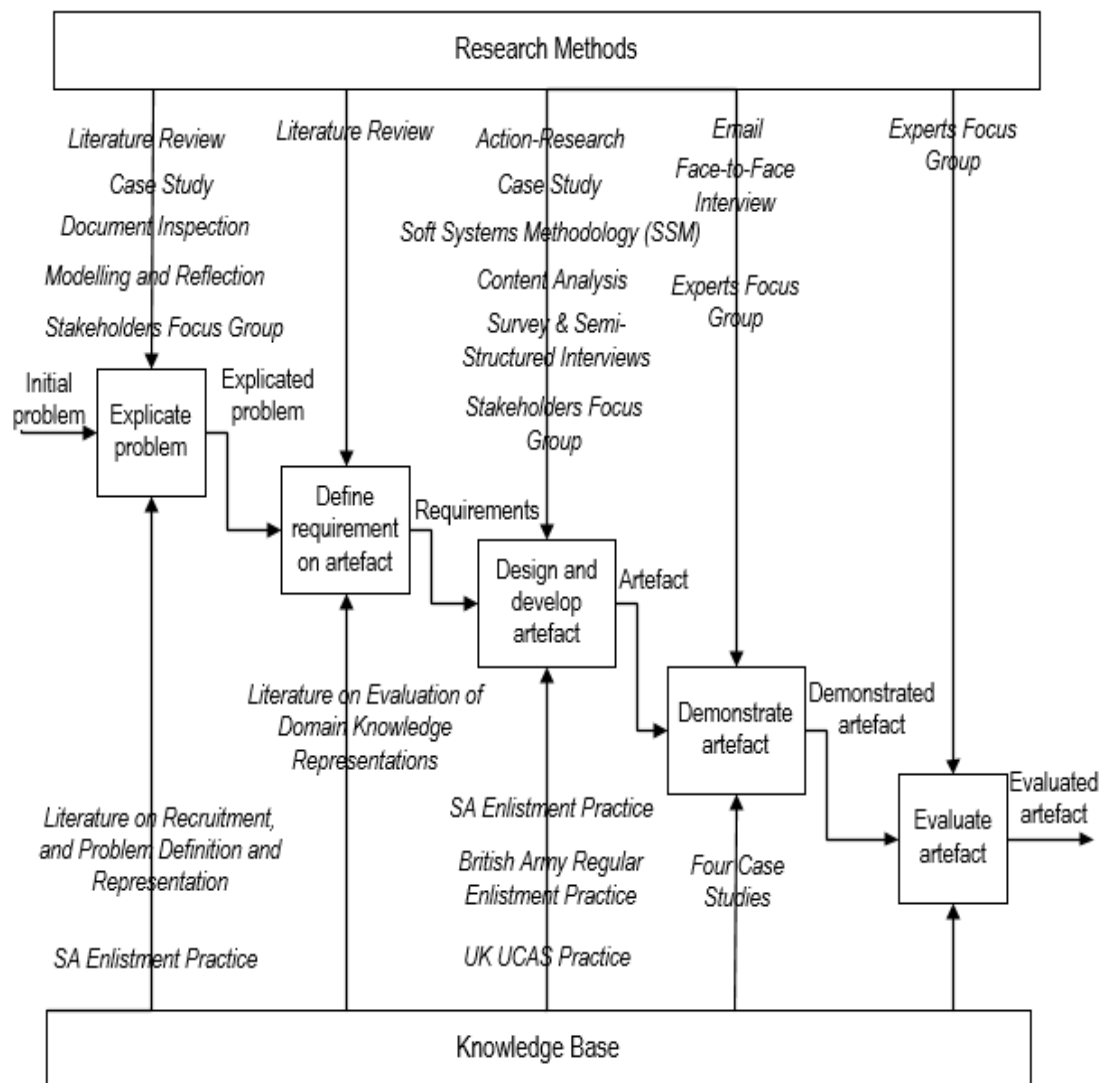 Research Methods
Literature Review
Case Study
Document Inspection
Modelling and Reflection
Stakeholders Focus Group
Literature Review
Action-Research
Case Study
Soft Systems Methodology (SSM)
Content Analysis
Survey & Semi-
Structured Interviews
Stakeholders Focus
Group
Email
Face-to-Face
Interview
Experts Focus
Group
Experts Focus
Group
Initial
problem
Explicate
problem
Explicated
problem
Define
requirement
on artefact
Requirements
Design and
develop
artefact
Artefact
Demonstrate
artefact
Demonstrated
artefact
Evaluate
artefact
Evaluated
artefact
Literature on Recruitment,
and Problem Definition and
Representation
SA Enlistment Practice
Literature on Evaluation of
Domain Knowledge
Representations
SA Enlistment Practice
British Army Regular
Enlistment Practice
UK UCAS Practice
Four Case
Studies
Knowledge Base